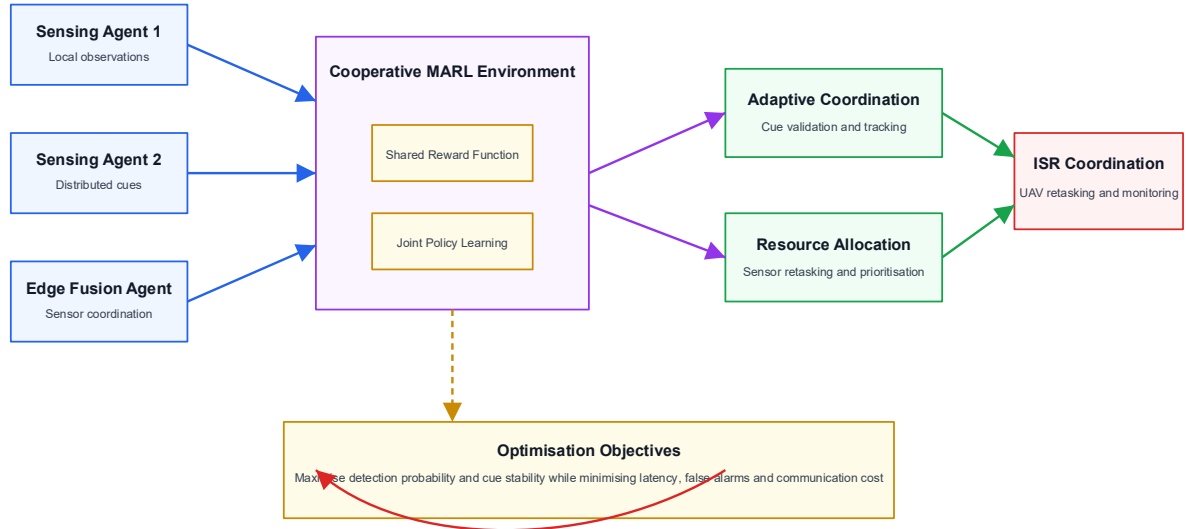 Sensing Agent 1
Local observations
Sensing Agent 2
Distributed cues
Edge Fusion Agent
Sensor coordination
Cooperative MARL Environment
Shared Reward Function
Joint Policy Learning
Adaptive Coordination
Cue validation and tracking
Resource Allocation
Sensor retasking and prioritisation
ISR Coordination
UAV retasking and monitoring
Optimisation Objectives
Maximise detection probability and cue stability while minimising latency, false alarms and communication cost